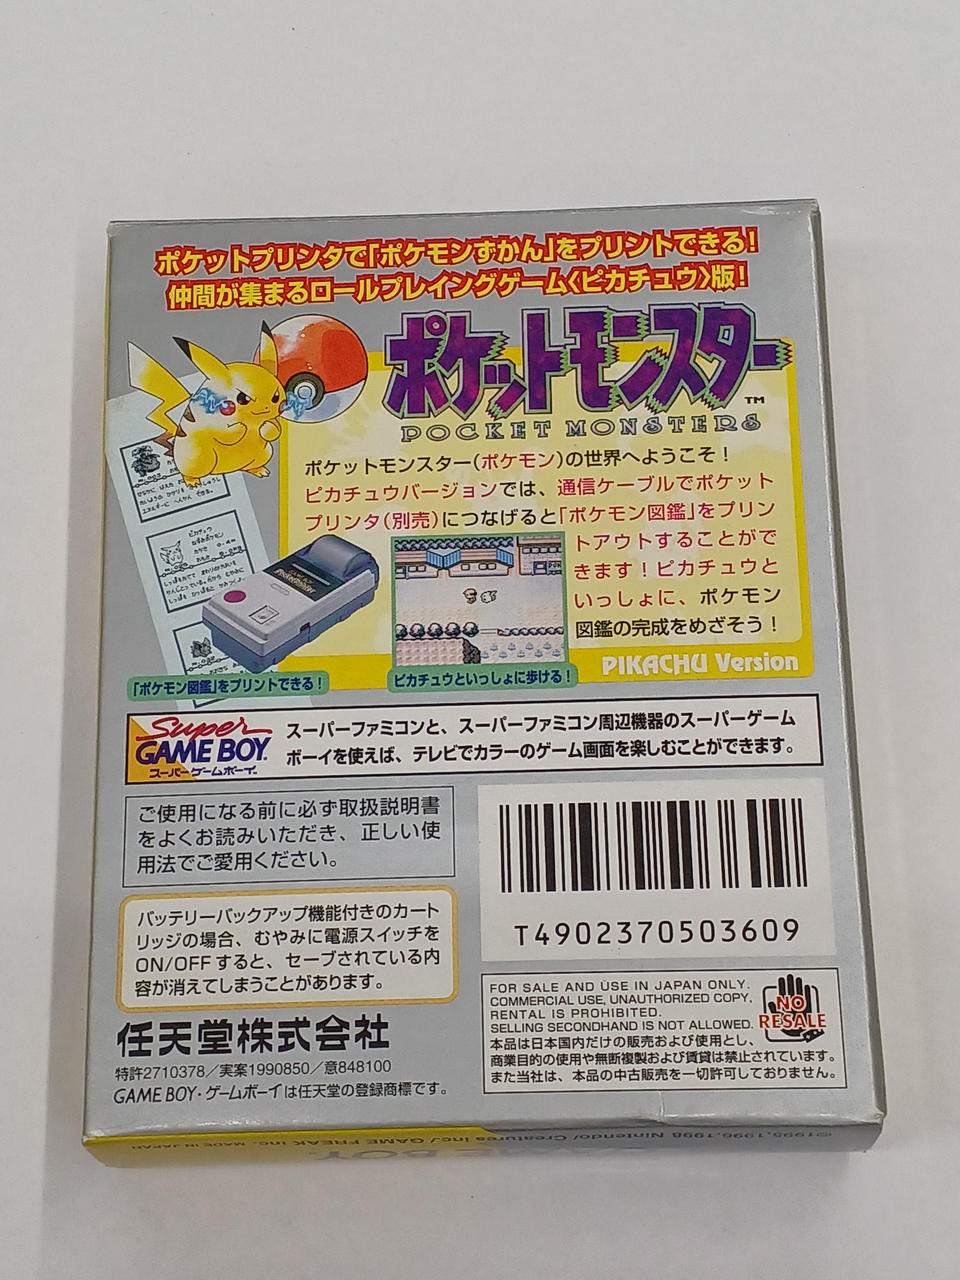 ポケットプリンタで「ポケモンずかん」をプリントできる!
仲間が集まるロールプレイングゲーム〈ピカチュウ〉版!
ポケットモンスター
TM
POCKET MONSTERS
ポケットモンスター(ポケモン)の世界へようこそ!
ピカチュウバージョンでは、通信ケーブルでポケット
プリンタ(別売)につなげると「ポケモン図鑑」をプリン
トアウトすることがで
きます!ピカチュウと
いっしょに、ポケモン
図鑑の完成をめざそう!
PIKACHU Version
「ポケモン図鑑」をプリントできる!
ピカチュウといっしょに歩ける!
Super
GAME BOY
スーパーゲームボーイ
スーパーファミコンと、スーパーファミコン周辺機器のスーパーゲーム
ボーイを使えば、テレビでカラーのゲーム画面を楽しむことができます。
ご使用になる前に必ず取扱説明書
をよくお読みいただき、正しい使
用法でご愛用ください。
バッテリーバックアップ機能付きのカート
リッジの場合、むやみに電源スイッチを
ON/OFFすると、セーブされている内
容が消えてしまうことがあります。
T4902370503609
FOR SALE AND USE IN JAPAN ONLY.
COMMERCIAL USE, UNAUTHORIZED COPY,
RENTAL IS PROHIBITED.
SELLING SECONDHAND IS NOT ALLOWED.
NO
RESALE
本品は日本国内だけの販売および使用とし、
商業目的の使用や無断複製および賃貸は禁止されています。
また当社は、本品の中古販売を一切許可しておりません。
任天堂株式会社
特許2710378/実案1990850/意848100
GAME BOY・ゲームボーイは任天堂の登録商標です。
©1995,1996,1998 Nintendo/ Creatures inc./ GAME FREAK inc. MADE IN JAPAN
GAME BOY